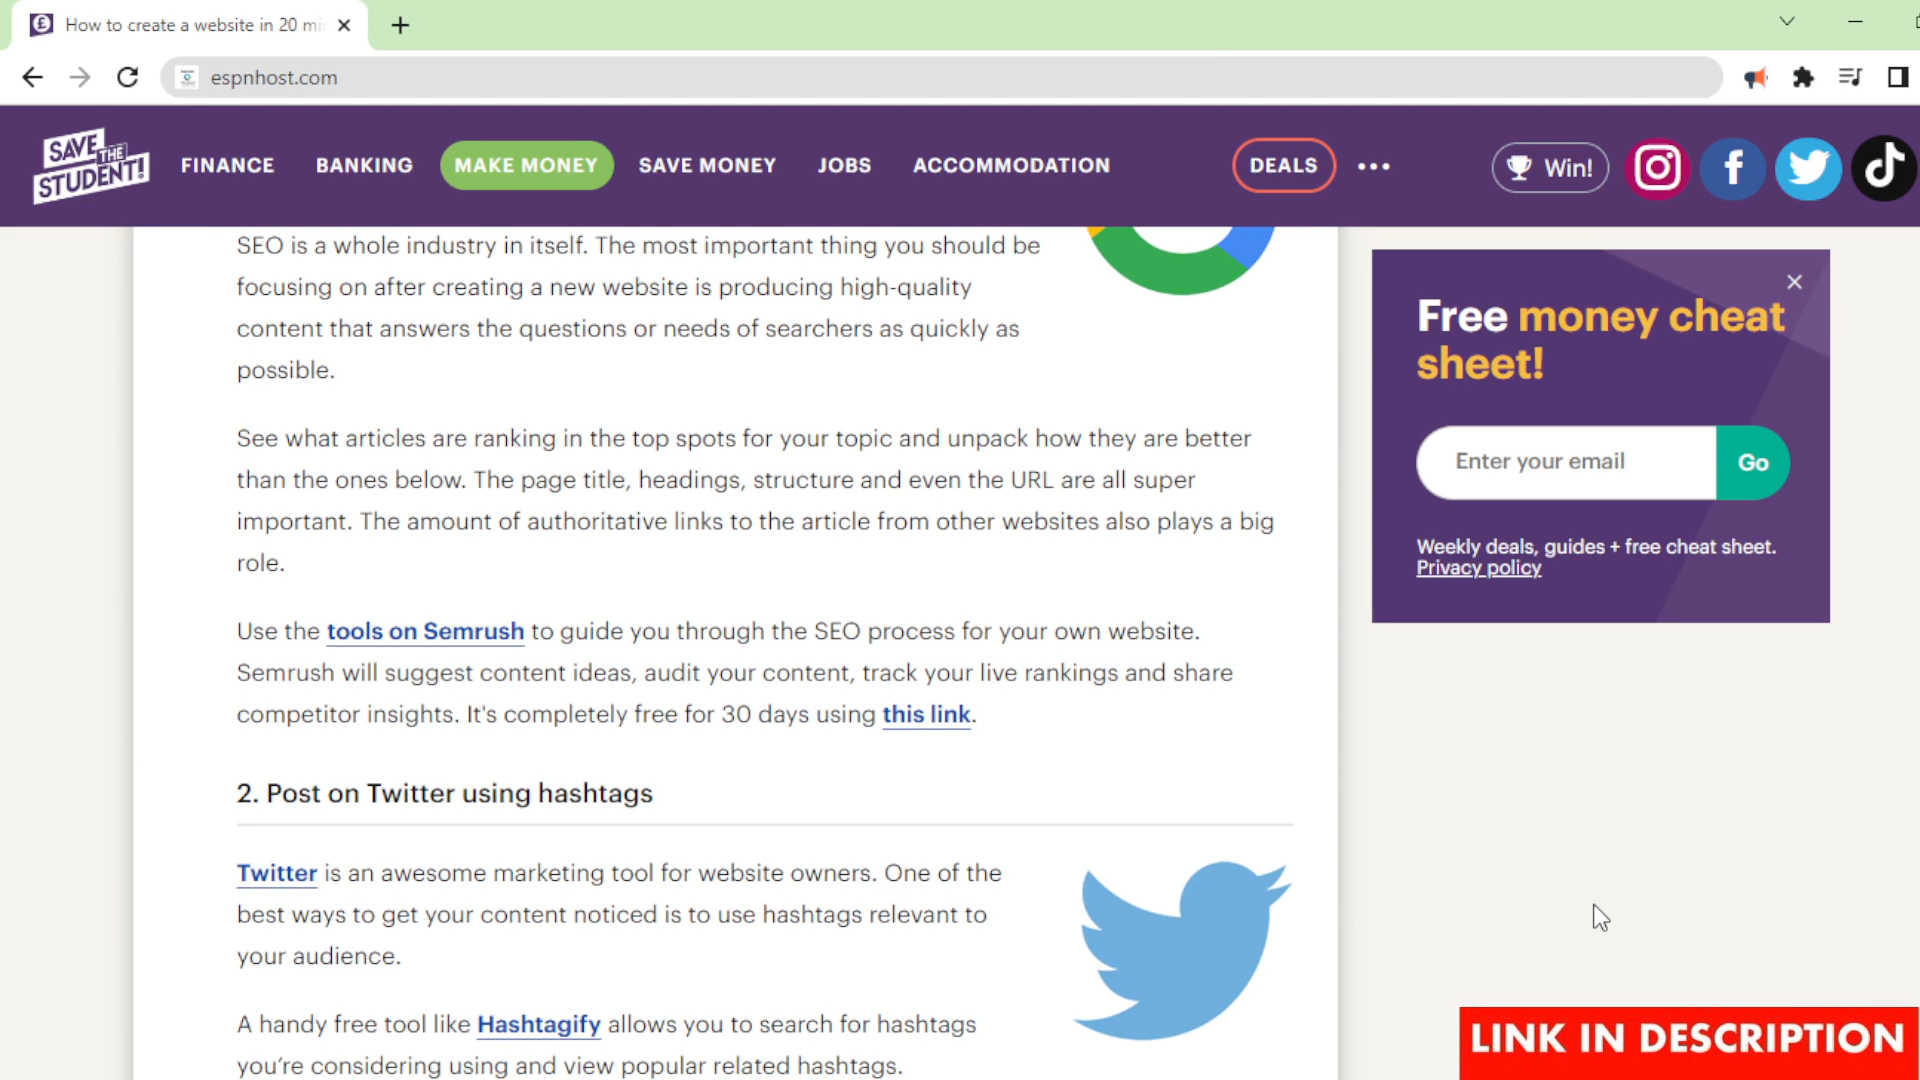 How to create a website in 20 mi
espnhost.com
SAVE THE STUDENT!
FINANCE BANKING MAKE MONEY SAVE MONEY JOBS ACCOMMODATION DEALS Win!
SEO is a whole industry in itself. The most important thing you should be
focusing on after creating a new website is producing high-quality
content that answers the questions or needs of searchers as quickly as
possible.
See what articles are ranking in the top spots for your topic and unpack how they are better
than the ones below. The page title, headings, structure and even the URL are all super
important. The amount of authoritative links to the article from other websites also plays a big
role.
Use the tools on Semrush to guide you through the SEO process for your own website.
Semrush will suggest content ideas, audit your content, track your live rankings and share
competitor insights. It's completely free for 30 days using this link.
2. Post on Twitter using hashtags
Twitter is an awesome marketing tool for website owners. One of the
best ways to get your content noticed is to use hashtags relevant to
your audience.
A handy free tool like Hashtagify allows you to search for hashtags
you're considering using and view popular related hashtags.
Free money cheat
sheet!
Enter your email Go
Weekly deals, guides + free cheat sheet.
Privacy policy
LINK IN DESCRIPTION